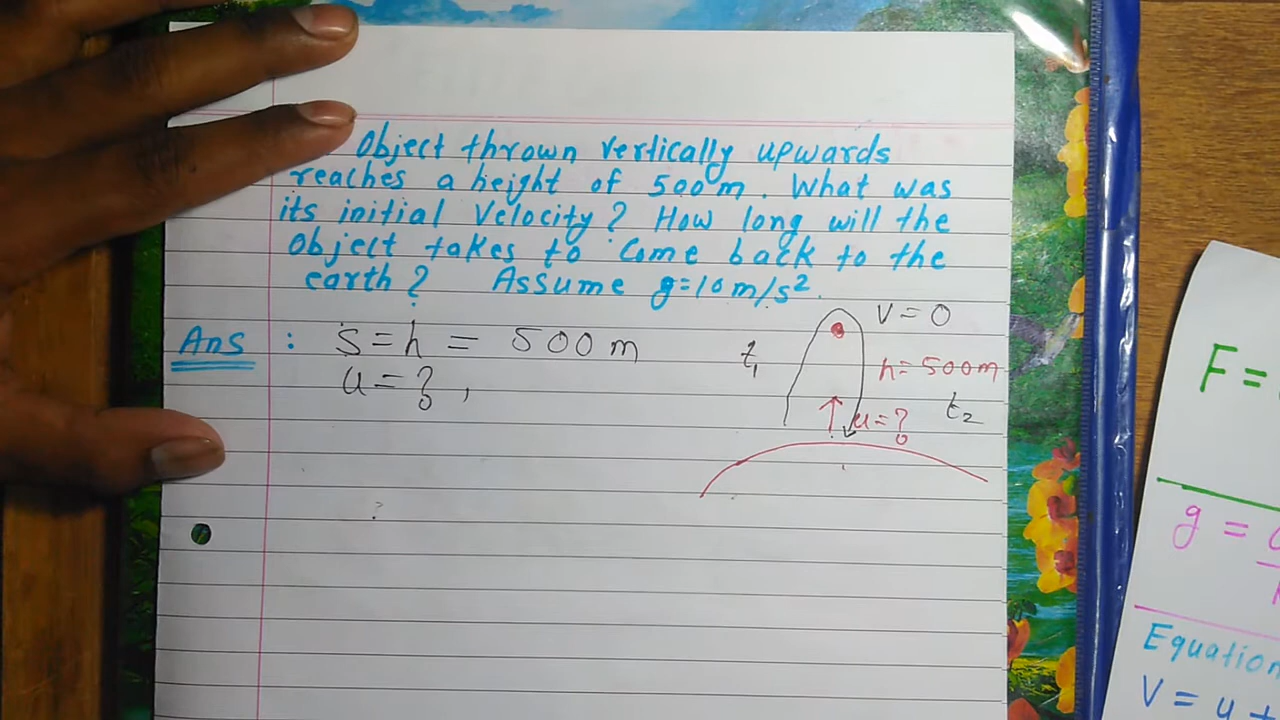 Object thrown vertically upwards
reaches a height of 500m. What was
its initial Velocity? How long will the
object takes to come back to the
earth? Assume g=10m/s².
Ans : S=h = 500m
u=? ,
V=0
t₁
h=500m
t₂
u=?
F=
g =
Equation
V = u +